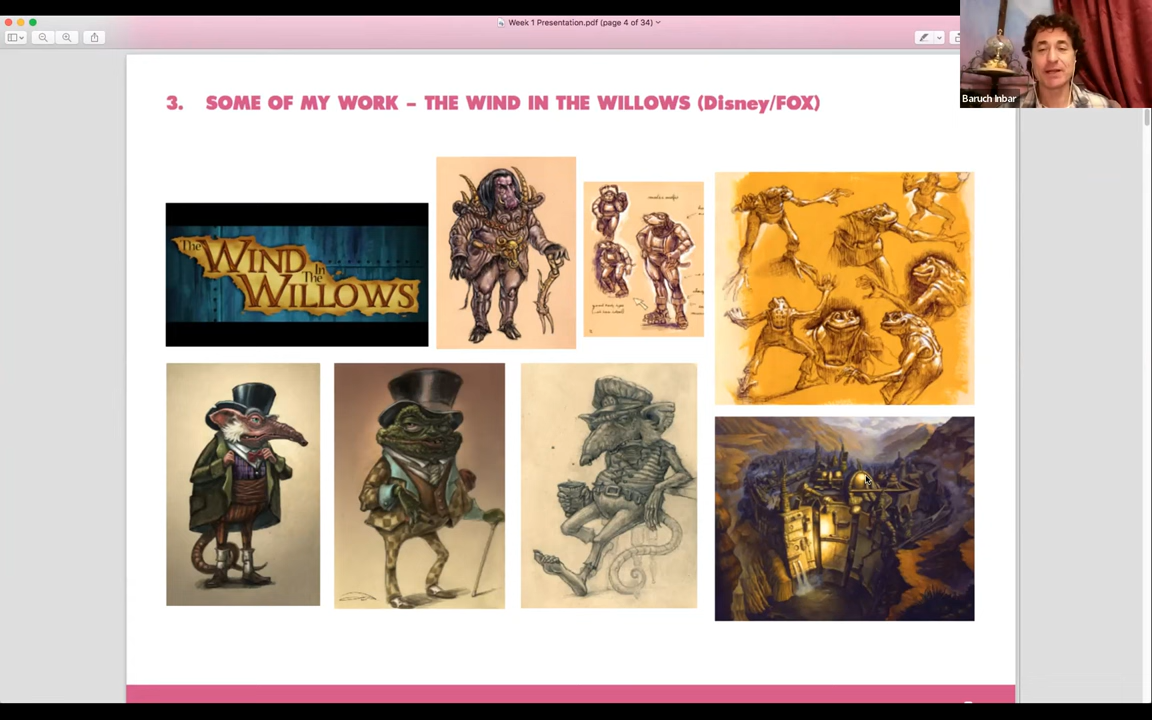 Week 1 Presentation.pdf (page 4 of 34)
Baruch Inbar
3. SOME OF MY WORK – THE WIND IN THE WILLOWS (Disney/FOX)
The
WIND
In
The
WILLOWS